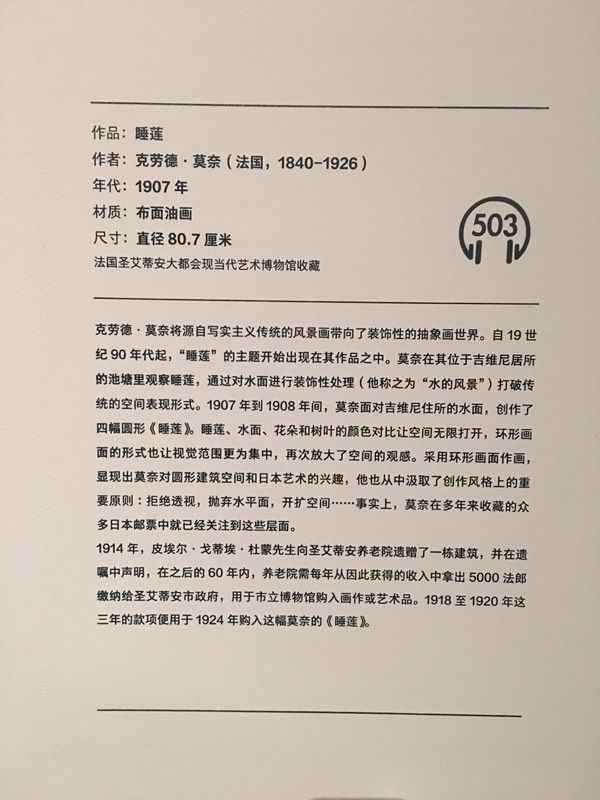 作品：睡莲
作者：克劳德·莫奈（法国，1840-1926）
年代：1907 年
材质：布面油画
尺寸：直径 80.7 厘米
法国圣艾蒂安大都会现当代艺术博物馆收藏
503
克劳德·莫奈将源自写实主义传统的风景画带向了装饰性的抽象画世界。自 19 世
纪 90 年代起，“睡莲”的主题开始出现在其作品之中。莫奈在其位于吉维尼居所
的池塘里观察睡莲，通过对水面进行装饰性处理（他称之为“水的风景”）打破传
统的空间表现形式。1907 年到 1908 年间，莫奈面对吉维尼住所的水面，创作了
四幅圆形《睡莲》。睡莲、水面、花朵和树叶的颜色对比让空间无限打开，环形画
面的形式也让视觉范围更为集中，再次放大了空间的观感。采用环形画面作画，
显现出莫奈对圆形建筑空间和日本艺术的兴趣，他也从中汲取了创作风格上的重
要原则：拒绝透视，抛弃水平面，开扩空间……事实上，莫奈在多年来收藏的众
多日本邮票中就已经关注到这些层面。
1914 年，皮埃尔·戈蒂埃·杜蒙先生向圣艾蒂安养老院遗赠了一栋建筑，并在遗
嘱中声明，在之后的 60 年内，养老院需每年从因此获得的收入中拿出 5000 法郎
缴纳给圣艾蒂安市政府，用于市立博物馆购入画作或艺术品。1918 至 1920 年这
三年的款项便用于 1924 年购入这幅莫奈的《睡莲》。